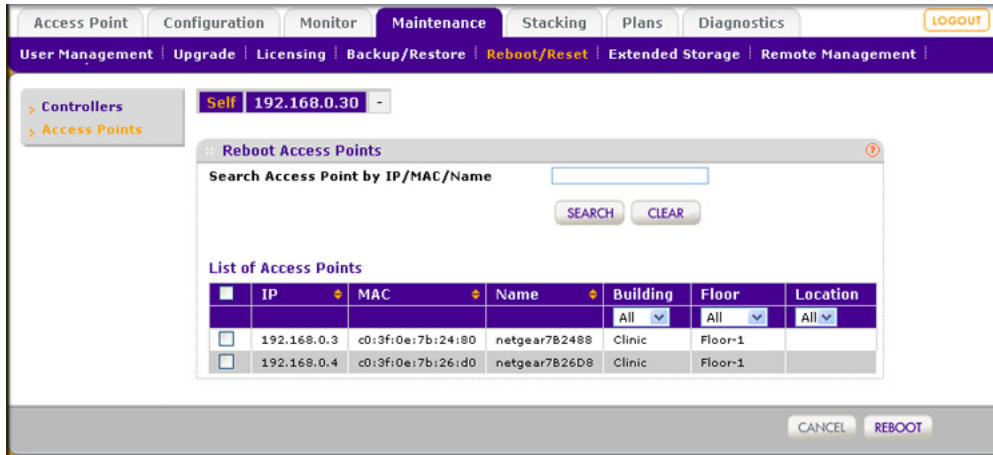 Access Point Configuration Monitor Maintenance Stacking Plans Diagnostics LOGOUT
User Management Upgrade Licensing Backup/Restore Reboot/Reset Extended Storage Remote Management
Controllers
Access Points
Self 192.168.0.30 -
Reboot Access Points ?
Search Access Point by IP/MAC/Name
SEARCH CLEAR
List of Access Points
IP MAC Name Building Floor Location
All All All
192.168.0.3 c0:3f:0e:7b:24:80 netgear7B2488 Clinic Floor-1
192.168.0.4 c0:3f:0e:7b:26:d0 netgear7B26D8 Clinic Floor-1
CANCEL REBOOT